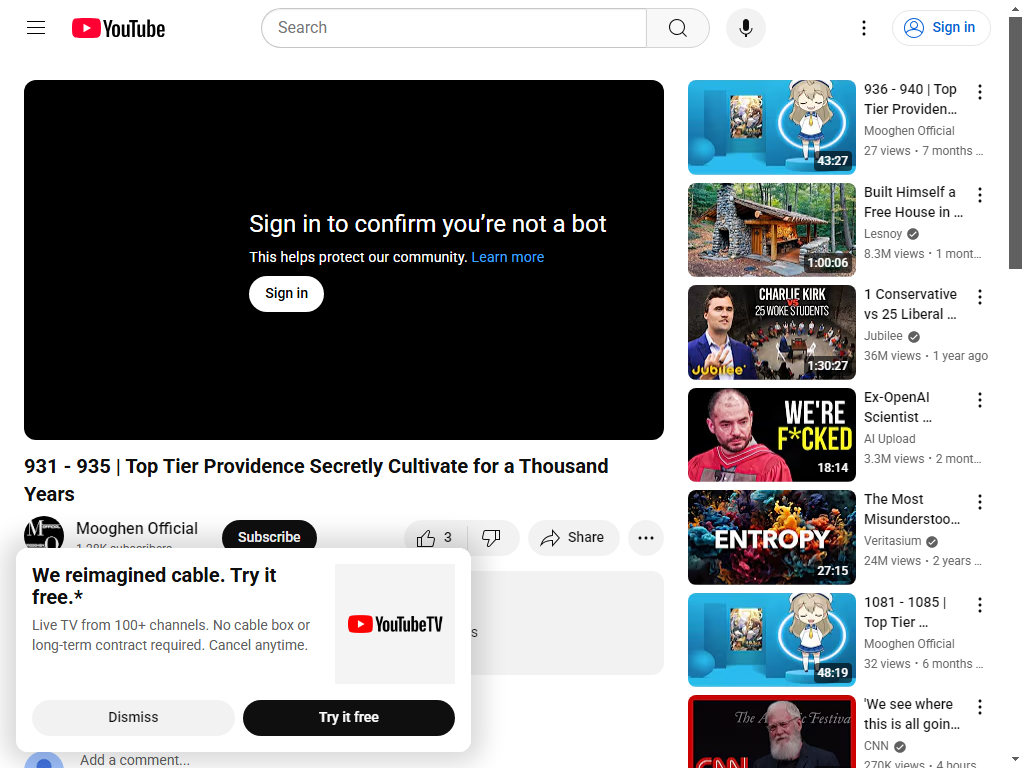 YouTube
Search
Sign in
Sign in to confirm you're not a bot
This helps protect our community. Learn more
Sign in
931 - 935 | Top Tier Providence Secretly Cultivate for a Thousand
Years
Mooghen Official
Subscribe
3
Share
We reimagined cable. Try it
free.*
Live TV from 100+ channels. No cable box or
long-term contract required. Cancel anytime.
YouTubeTV
Dismiss
Try it free
Add a comment...
936 - 940 | Top
Tier Providen…
Mooghen Official
27 views • 7 months ...
43:27
Built Himself a
Free House in …
Lesnoy
8.3M views • 1 mont...
1:00:06
CHARLIE KIRK
VS
25 WOKE STUDENTS
Jubilee
1:30:27
1 Conservative
vs 25 Liberal …
Jubilee
36M views • 1 year ago
WE'RE
F*CKED
18:14
Ex-OpenAI
Scientist …
AI Upload
3.3M views • 2 mont...
ENTROPY
27:15
The Most
Misunderstoo…
Veritasium
24M views • 2 years ...
48:19
1081 - 1085 |
Top Tier …
Mooghen Official
32 views • 6 months ...
CNN
'We see where
this is all goin…
CNN
270K views • 4 hours